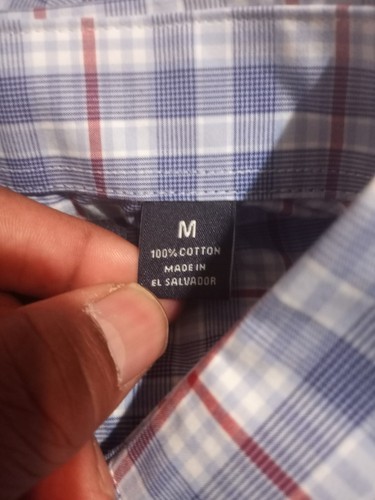 M
100% COTTON
MADE IN
EL SALVADOR